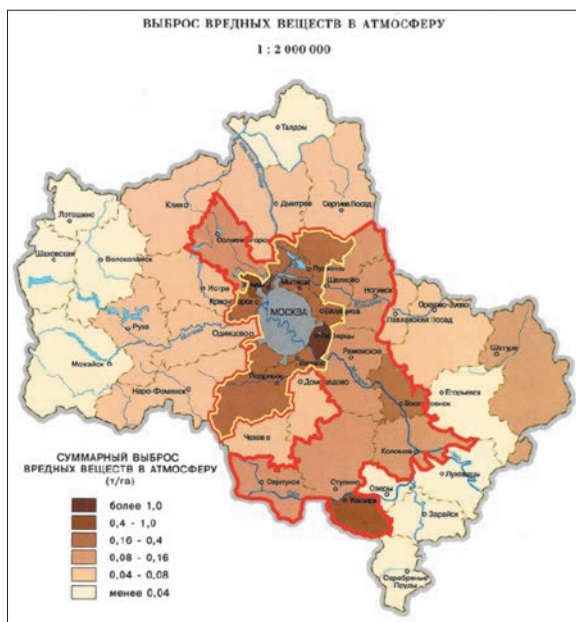 ВЫБРОС ВРЕДНЫХ ВЕЩЕСТВ В АТМОСФЕРУ
1 : 2 000 000
Талдом
Клин
Дмитров
Сергиев Посад
Лотошино
Солнечногорск
Шаховская
Волоколамск
Пушкино
Истра
Мытищи
Щелково
Ногинск
Красногорск
Балашиха
Орехово-Зуево
МОСКВА
Павловский Посад
Руза
Одинцово
Люберцы
Шатура
Можайск
Раменское
Подольск
Домодедово
Егорьевск
Наро-Фоминск
Воскресенск
Чехов
Коломна
Луховицы
Серпухов
Ступино
Озеры
Кашира
Зарайск
Серебряные
Пруды
СУММАРНЫЙ ВЫБРОС
ВРЕДНЫХ ВЕЩЕСТВ В АТМОСФЕРУ
(т/га)
более 1,0
0,4 - 1,0
0,16 - 0,4
0,08 - 0,16
0,04 - 0,08
менее 0,04